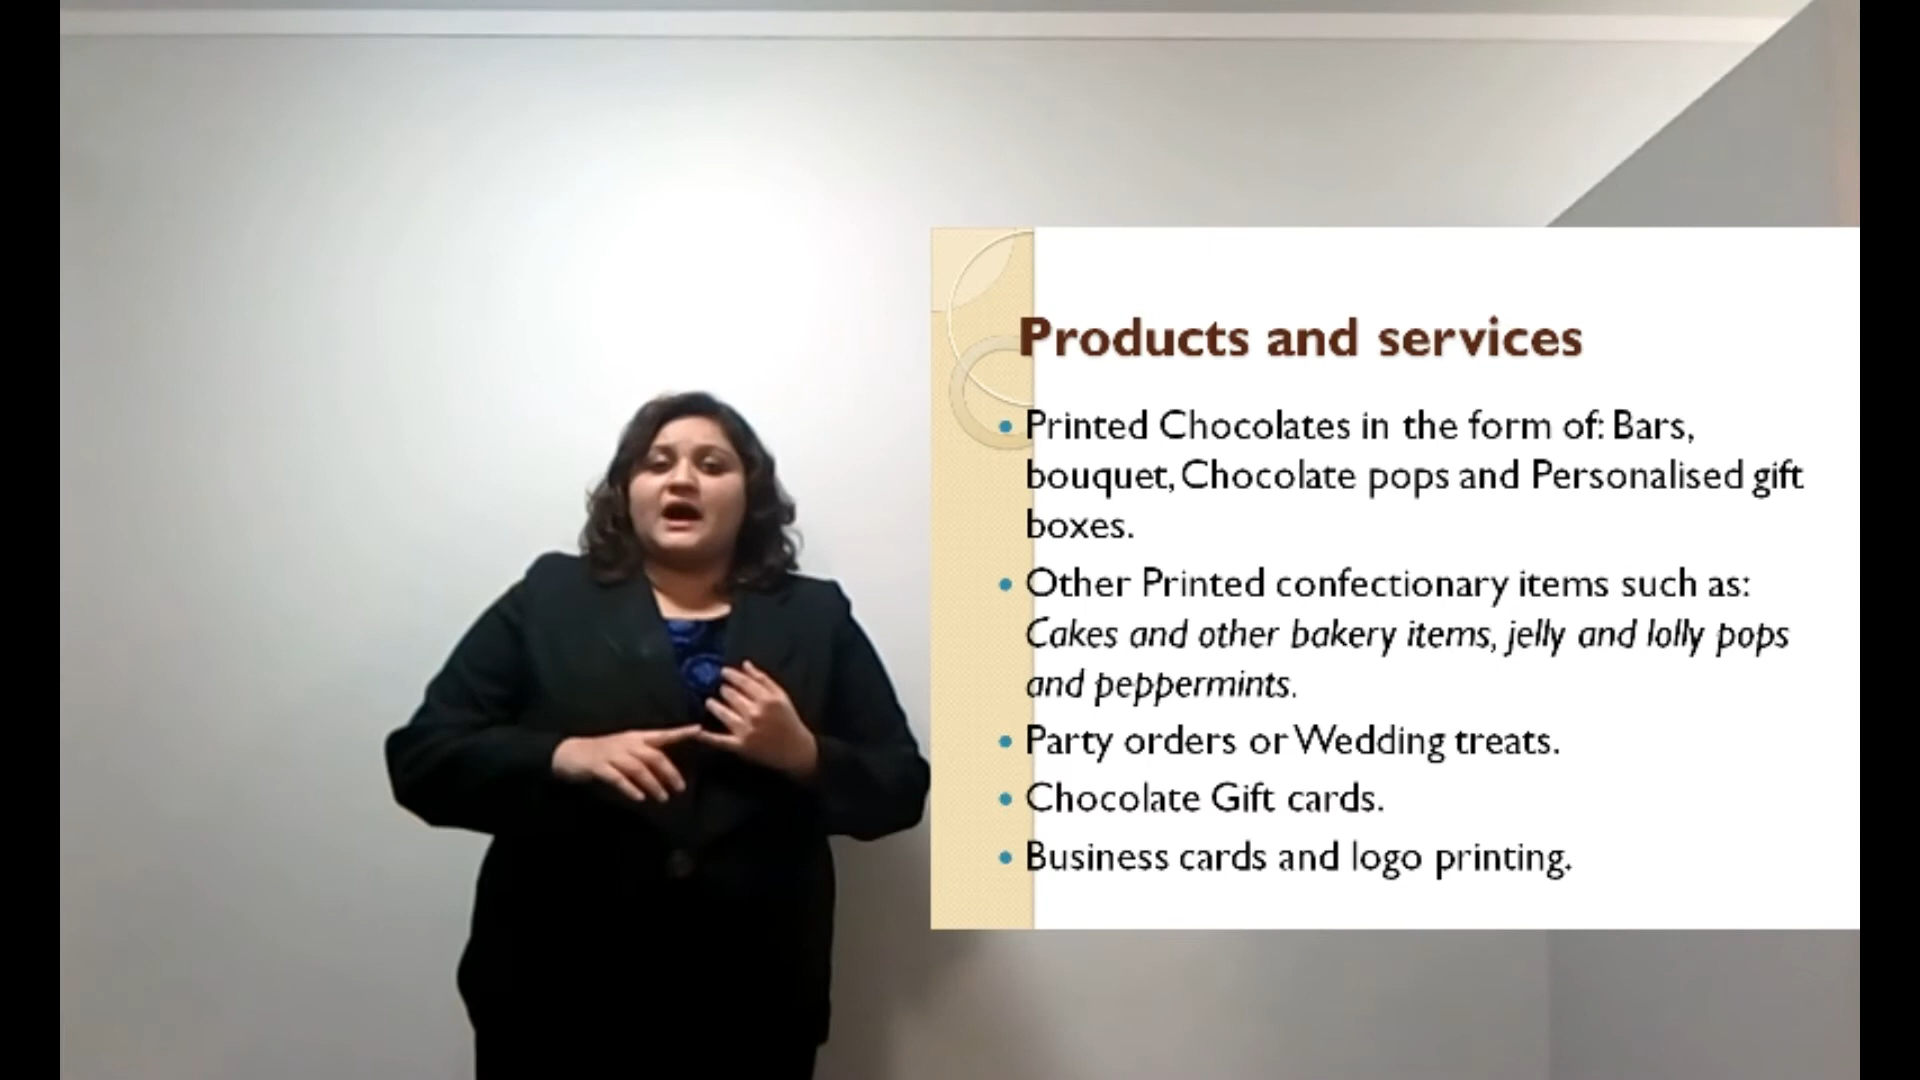 Products and services
• Printed Chocolates in the form of: Bars,
bouquet, Chocolate pops and Personalised gift
boxes.
• Other Printed confectionary items such as:
Cakes and other bakery items, jelly and lolly pops
and peppermints.
• Party orders or Wedding treats.
• Chocolate Gift cards.
• Business cards and logo printing.